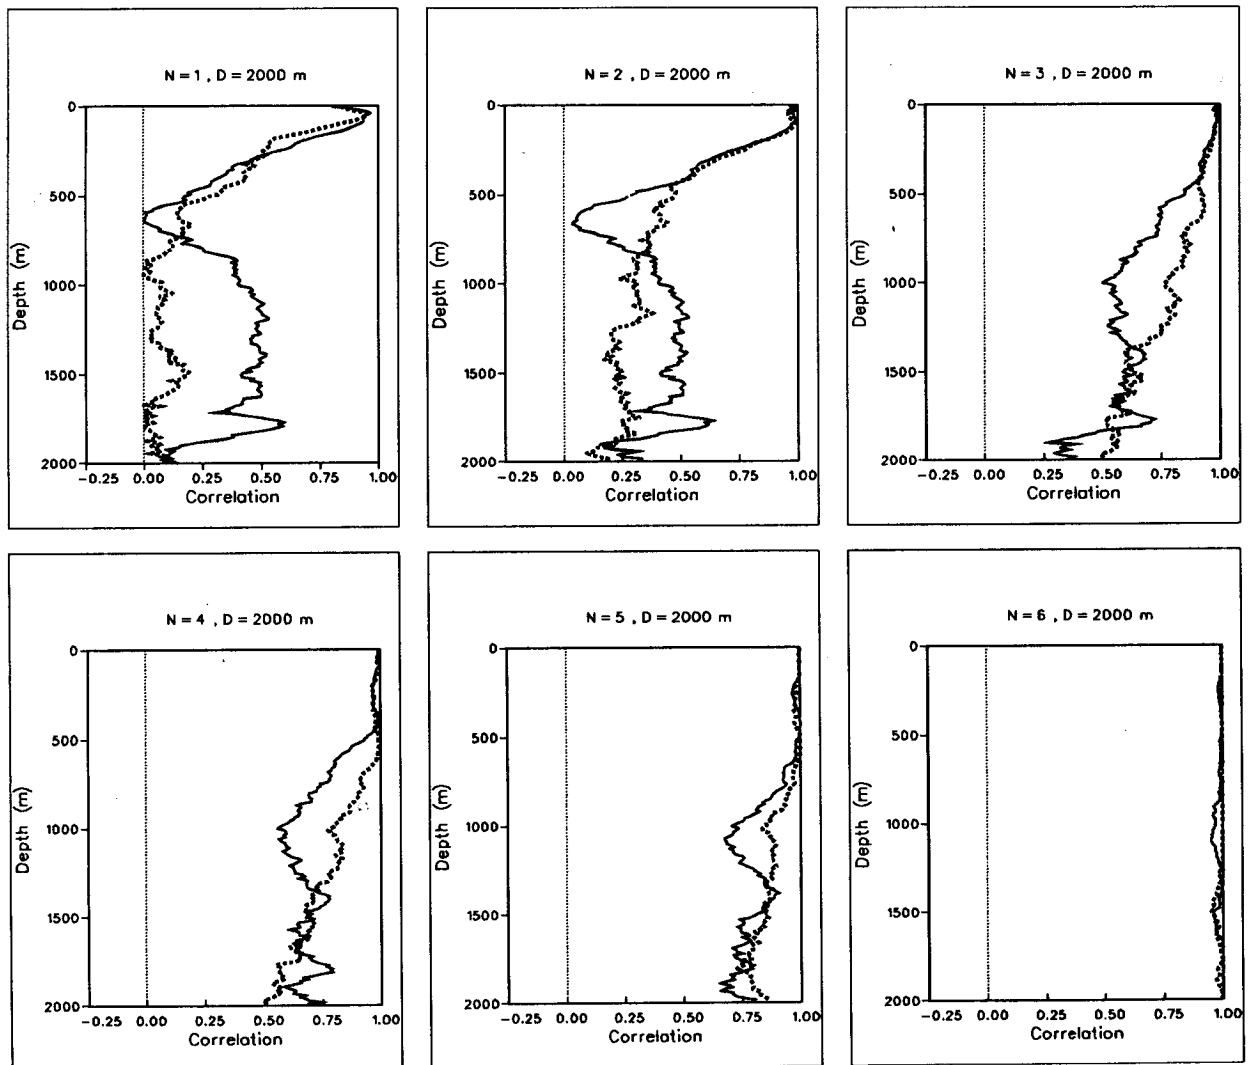 N = 1 , D = 2000 m
0
500
1000
1500
2000
Depth (m)
−0.25 0.00 0.25 0.50 0.75 1.00
Correlation
N = 2 , D = 2000 m
0
500
1000
1500
2000
Depth (m)
−0.25 0.00 0.25 0.50 0.75 1.00
Correlation
N = 3 , D = 2000 m
0
500
1000
1500
2000
Depth (m)
−0.25 0.00 0.25 0.50 0.75 1.00
Correlation
N = 4 , D = 2000 m
0
500
1000
1500
2000
Depth (m)
−0.25 0.00 0.25 0.50 0.75 1.00
Correlation
N = 5 , D = 2000 m
0
500
1000
1500
2000
Depth (m)
−0.25 0.00 0.25 0.50 0.75 1.00
Correlation
N = 6 , D = 2000 m
0
500
1000
1500
2000
Depth (m)
−0.25 0.00 0.25 0.50 0.75 1.00
Correlation